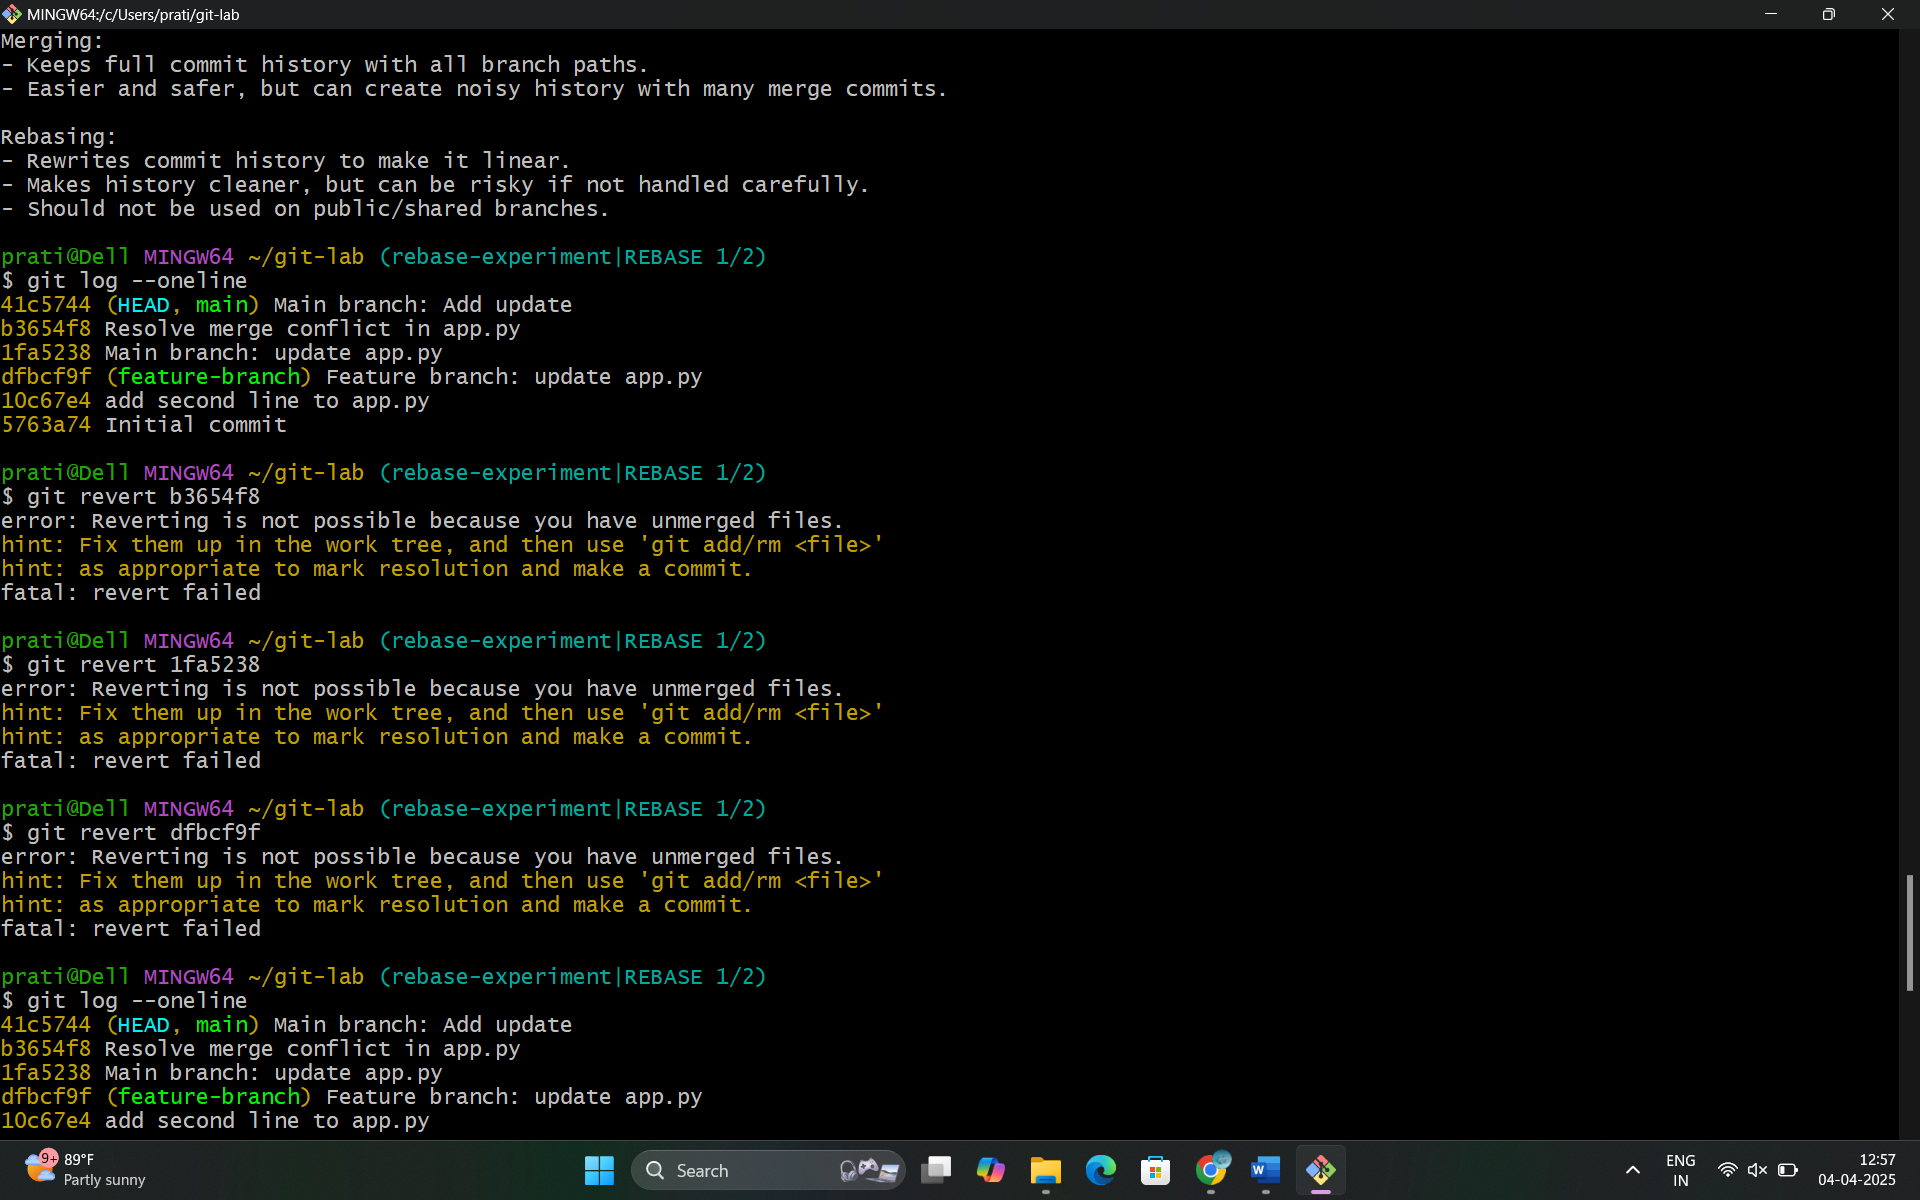 MINGW64:/c/Users/prati/git-lab
Merging:
- Keeps full commit history with all branch paths.
- Easier and safer, but can create noisy history with many merge commits.
Rebasing:
- Rewrites commit history to make it linear.
- Makes history cleaner, but can be risky if not handled carefully.
- Should not be used on public/shared branches.
prati@Dell MINGW64 ~/git-lab (rebase-experiment|REBASE 1/2)
$ git log --oneline
41c5744 (HEAD, main) Main branch: Add update
b3654f8 Resolve merge conflict in app.py
1fa5238 Main branch: update app.py
dfbcf9f (feature-branch) Feature branch: update app.py
10c67e4 add second line to app.py
5763a74 Initial commit
prati@Dell MINGW64 ~/git-lab (rebase-experiment|REBASE 1/2)
$ git revert b3654f8
error: Reverting is not possible because you have unmerged files.
hint: Fix them up in the work tree, and then use 'git add/rm <file>'
hint: as appropriate to mark resolution and make a commit.
fatal: revert failed
prati@Dell MINGW64 ~/git-lab (rebase-experiment|REBASE 1/2)
$ git revert 1fa5238
error: Reverting is not possible because you have unmerged files.
hint: Fix them up in the work tree, and then use 'git add/rm <file>'
hint: as appropriate to mark resolution and make a commit.
fatal: revert failed
prati@Dell MINGW64 ~/git-lab (rebase-experiment|REBASE 1/2)
$ git revert dfbcf9f
error: Reverting is not possible because you have unmerged files.
hint: Fix them up in the work tree, and then use 'git add/rm <file>'
hint: as appropriate to mark resolution and make a commit.
fatal: revert failed
prati@Dell MINGW64 ~/git-lab (rebase-experiment|REBASE 1/2)
$ git log --oneline
41c5744 (HEAD, main) Main branch: Add update
b3654f8 Resolve merge conflict in app.py
1fa5238 Main branch: update app.py
dfbcf9f (feature-branch) Feature branch: update app.py
10c67e4 add second line to app.py
9+
89°F
Partly sunny
Search
W
ENG
IN
12:57
04-04-2025